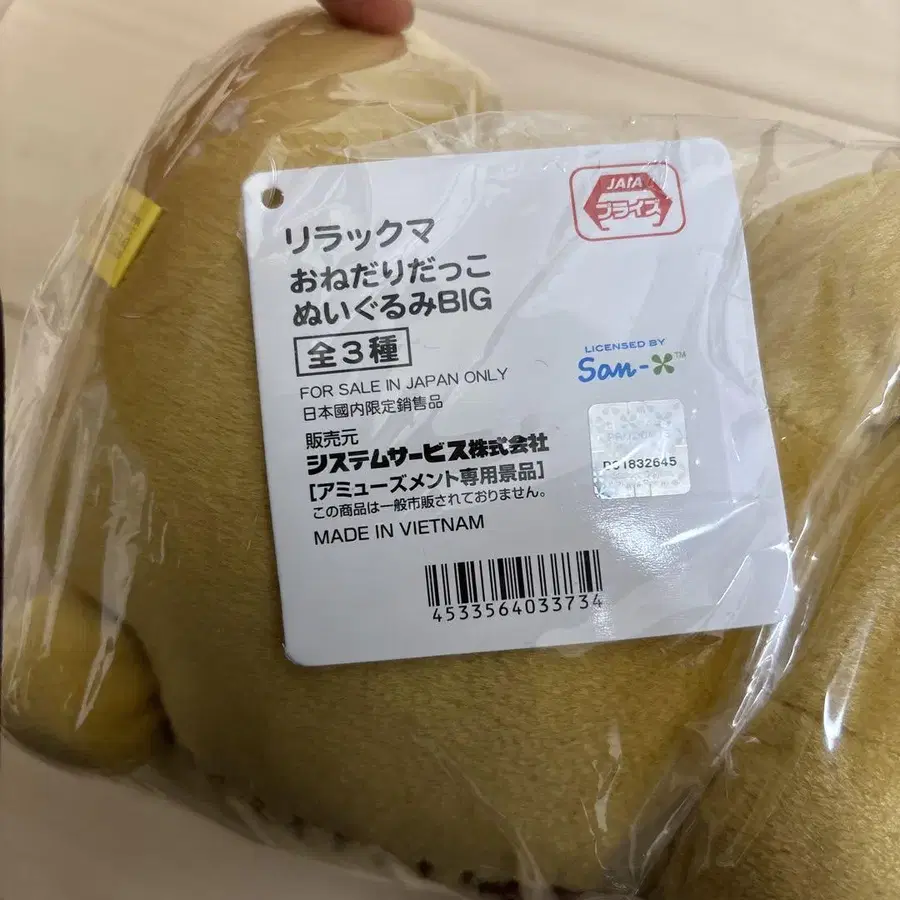 JAIA
プライズ
リラックマ
おねだりだっこ
ぬいぐるみBIG
全3種
FOR SALE IN JAPAN ONLY
日本國内限定銷售品
販売元
システムサービス株式会社
[アミューズメント専用景品]
この商品は一般市販されておりません。
MADE IN VIETNAM
LICENSED BY
San-X™
4533564033734